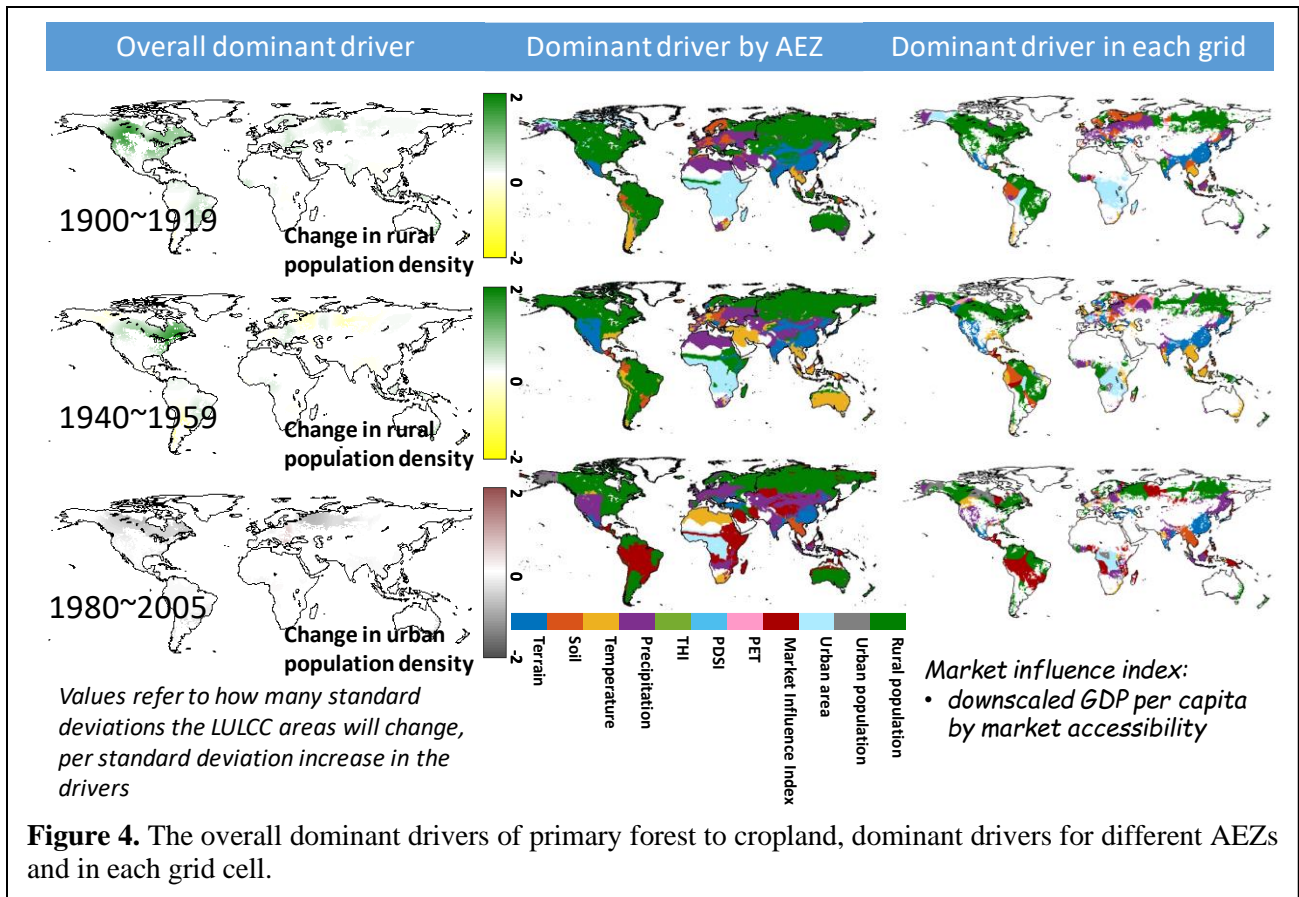 Overall dominant driver
Dominant driver by AEZ
Dominant driver in each grid
1900~1919
Change in rural
population density
2
0
-2
1940~1959
Change in rural
population density
2
0
-2
1980~2005
Change in urban
population density
2
0
-2
Terrain
Soil
Temperature
Precipitation
THI
PDSI
PET
Market Influence Index
Urban area
Urban population
Rural population
Values refer to how many standard
deviations the LULCC areas will change,
per standard deviation increase in the
drivers
Market influence index:
• downscaled GDP per capita
by market accessibility
Figure 4. The overall dominant drivers of primary forest to cropland, dominant drivers for different AEZs
and in each grid cell.